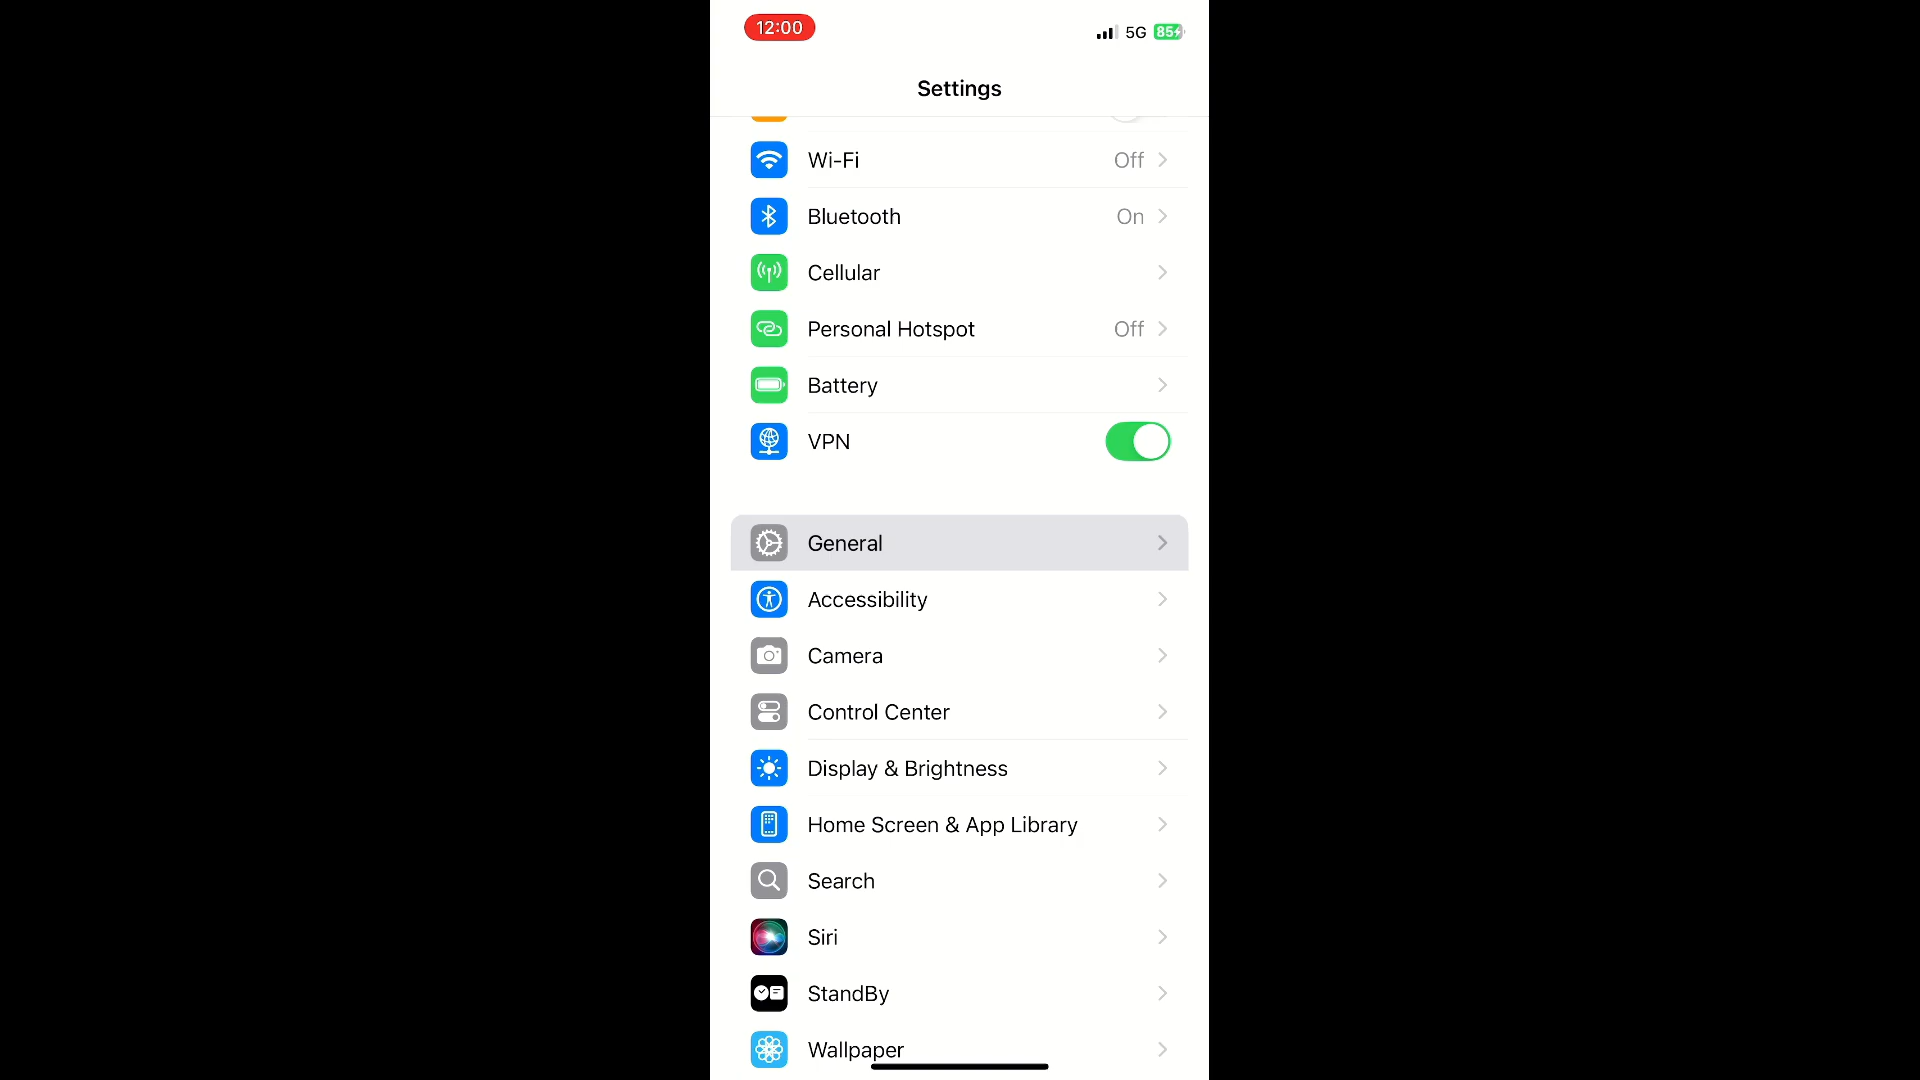 12:00
5G 85
Settings
Wi-Fi Off
Bluetooth On
Cellular
Personal Hotspot Off
Battery
VPN
General
Accessibility
Camera
Control Center
Display & Brightness
Home Screen & App Library
Search
Siri
StandBy
Wallpaper